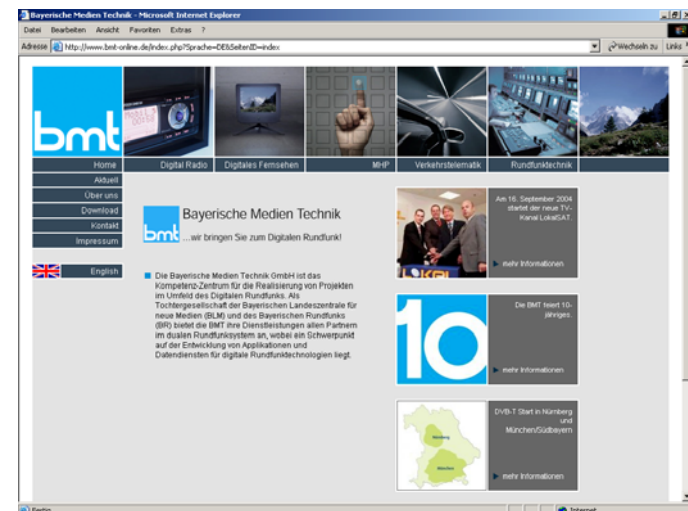 Bayerische Medien Technik - Microsoft Internet Explorer
Datei Bearbeiten Ansicht Favoriten Extras ?
Adresse http://www.bmt-online.de/index.php?Sprache=DE&SeitenID=index
Wechseln zu Links
bmt
Home Digital Radio Digitales Fernsehen MHP Verkehrstelematik Rundfunktechnik
Aktuell
Über uns
Download
Kontakt
Impressum
English
bmt
Bayerische Medien Technik
...wir bringen Sie zum Digitalen Rundfunk!
Die Bayerische Medien Technik GmbH ist das
Kompetenz-Zentrum für die Realisierung von Projekten
im Umfeld des Digitalen Rundfunks. Als
Tochtergesellschaft der Bayerischen Landeszentrale für
neue Medien (BLM) und des Bayerischen Rundfunks
(BR) bietet die BMT ihre Dienstleistungen allen Partnern
im dualen Rundfunksystem an, wobei ein Schwerpunkt
auf der Entwicklung von Applikationen und
Datendiensten für digitale Rundfunktechnologien liegt.
Am 16. September 2004
startet der neue TV-
Kanal LokalSAT.
mehr Informationen
10
Die BMT feiert 10-
jähriges.
mehr Informationen
Nürnberg
München
DVB-T Start in Nürnberg
und
München/Südbayern
mehr Informationen
Fertig
Internet